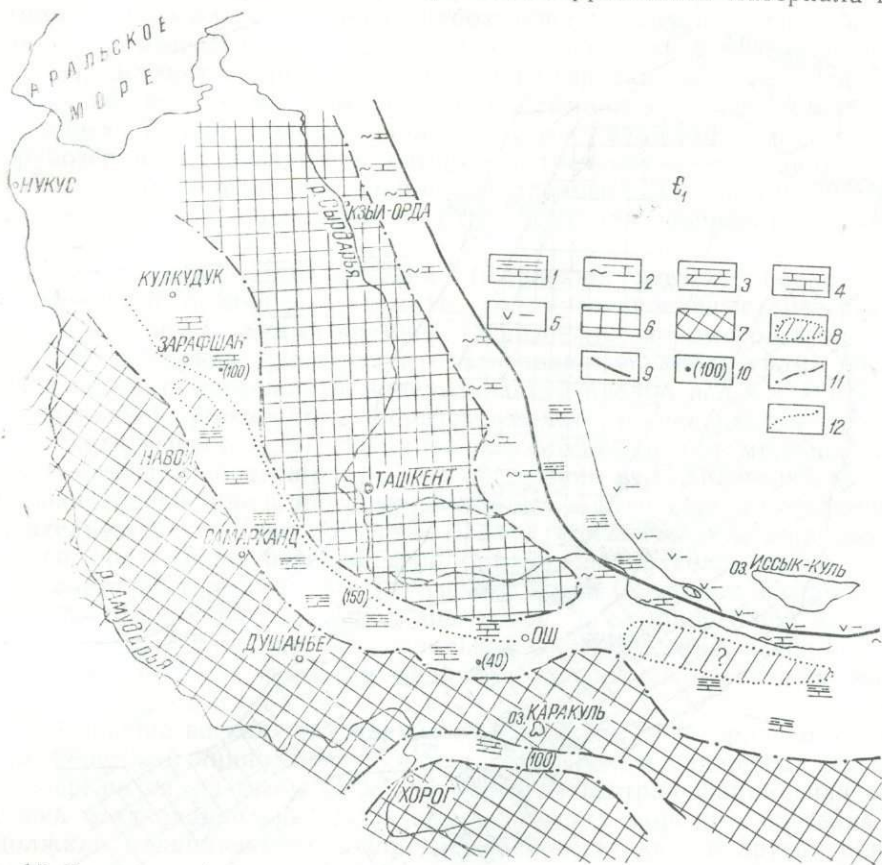 материала
АРАЛЬСКОЕ
МОРЕ
НУКУС
р. СЫРДАРЬЯ
КЗЫЛ-ОРДА
Є₁
КУЛКУДУК
1
2
3
4
ЗАРАФШАН
(100)
5
6
7
8
9
(100)
10
11
12
НАВОИ
ТАШКЕНТ
САМАРКАНД
оз. ИССЫК-КУЛЬ
(150)
р. Амударья
ДУШАНБЕ
ОШ
(40)
?
оз. КАРАКУЛЬ
(100)
ХОРОГ